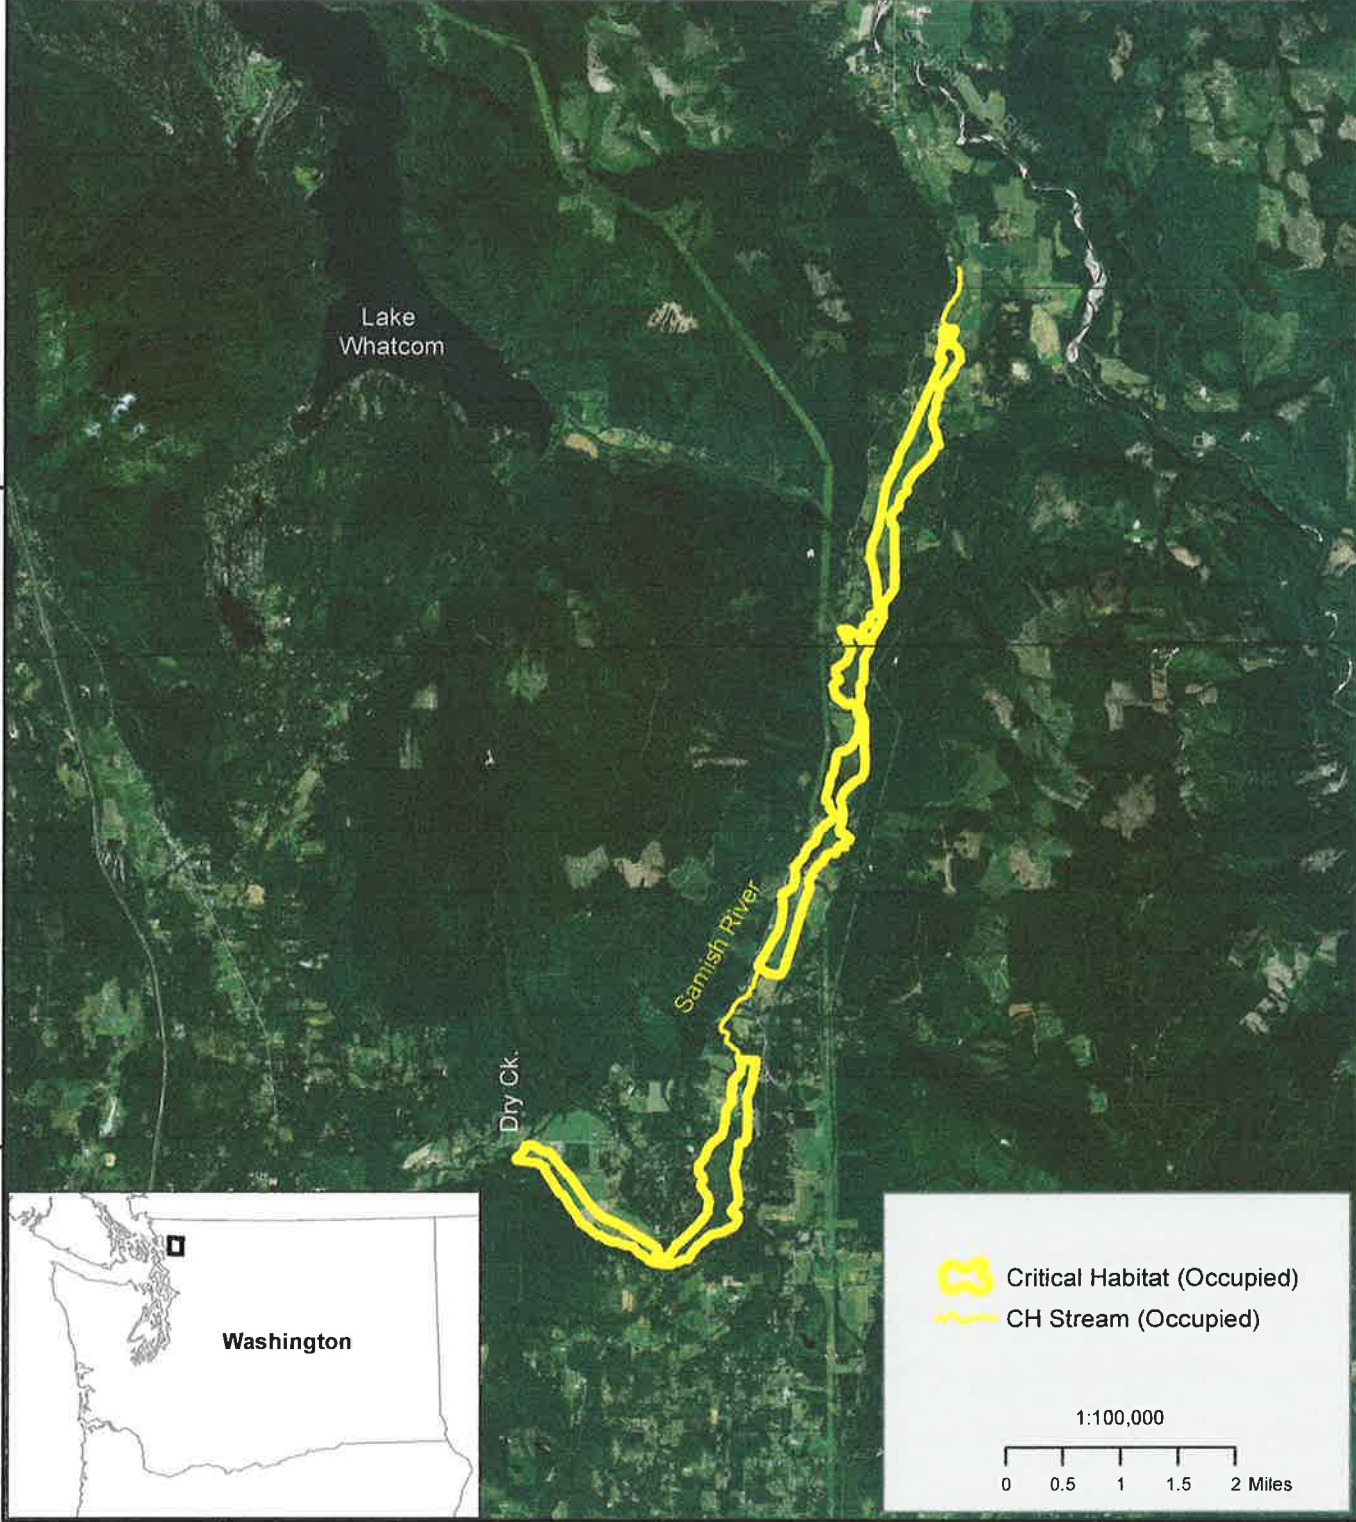 River
Lake
Whatcom
Samish River
Dry Ck.
Washington
Critical Habitat (Occupied)
CH Stream (Occupied)
1:100,000
0 0.5 1 1.5 2 Miles